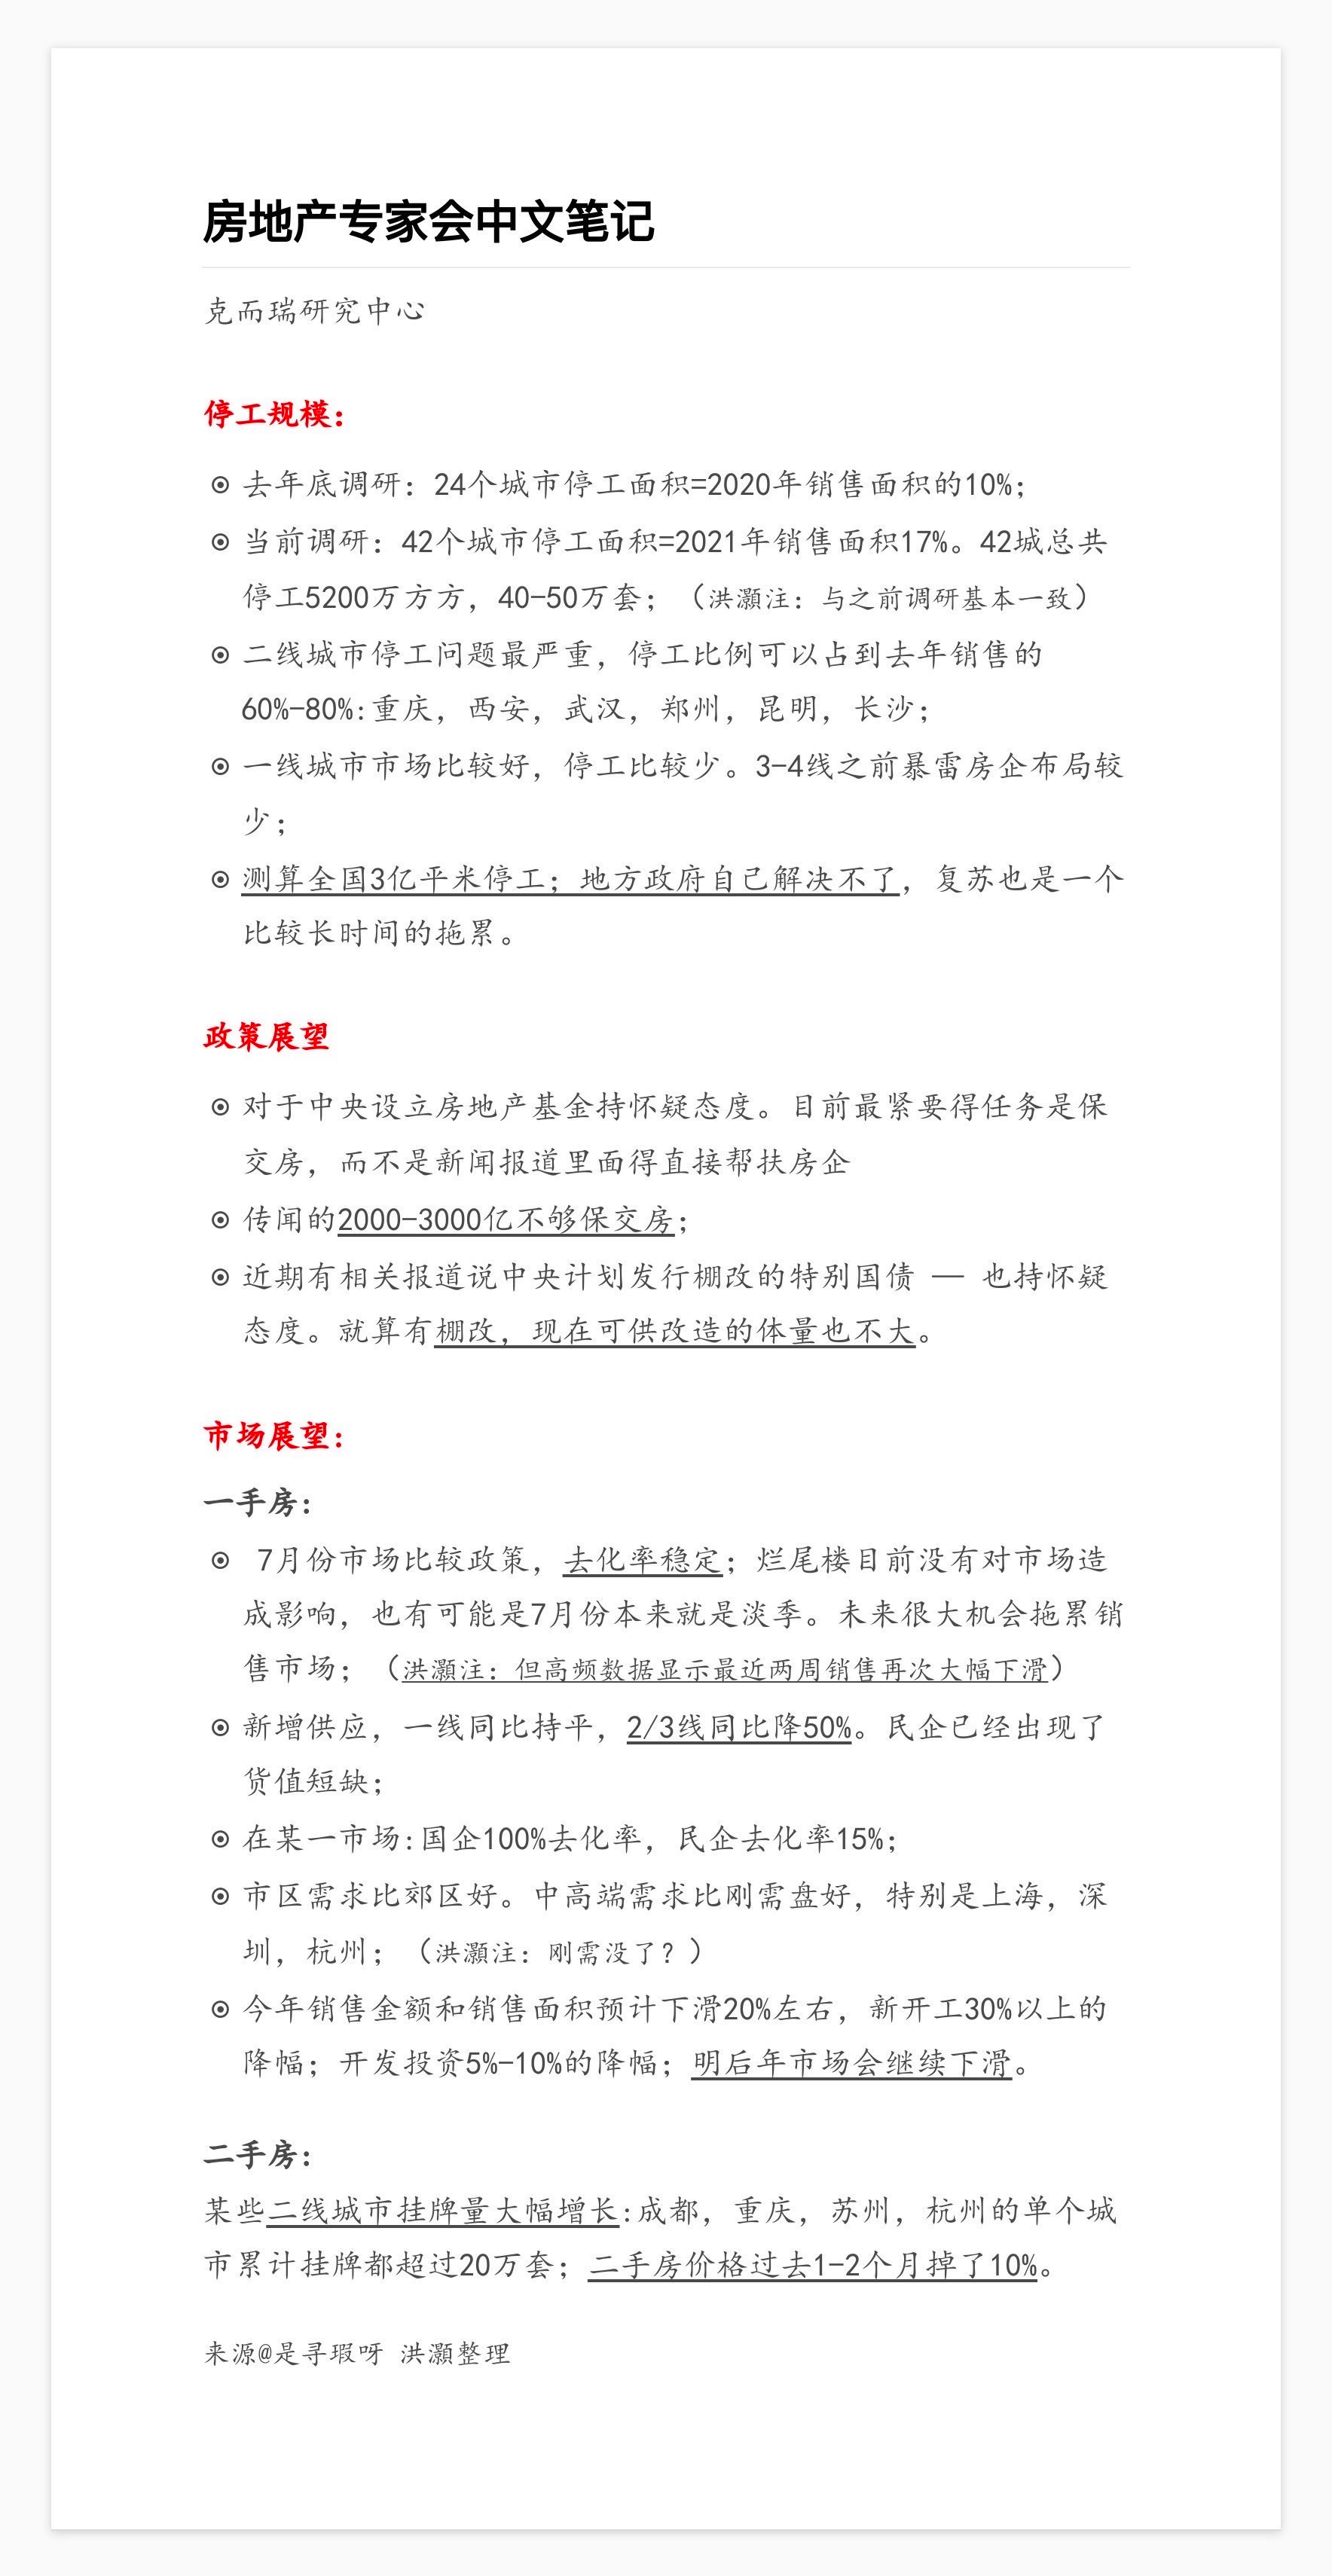 房地产专家会中文笔记
克而瑞研究中心
停工规模：
去年底调研：24个城市停工面积=2020年销售面积的10%；
当前调研：42个城市停工面积=2021年销售面积17%。42城总共
停工5200万方方，40-50万套；（洪灝注：与之前调研基本一致）
二线城市停工问题最严重，停工比例可以占到去年销售的
60%-80%:重庆，西安，武汉，郑州，昆明，长沙；
一线城市市场比较好，停工比较少。3-4线之前暴雷房企布局较
少；
测算全国3亿平米停工；地方政府自己解决不了，复苏也是一个
比较长时间的拖累。
政策展望
对于中央设立房地产基金持怀疑态度。目前最紧要得任务是保
交房，而不是新闻报道里面得直接帮扶房企
传闻的2000-3000亿不够保交房；
近期有相关报道说中央计划发行棚改的特别国债 — 也持怀疑
态度。就算有棚改，现在可供改造的体量也不大。
市场展望：
一手房：
7月份市场比较政策，去化率稳定；烂尾楼目前没有对市场造
成影响，也有可能是7月份本来就是淡季。未来很大机会拖累销
售市场；（洪灝注：但高频数据显示最近两周销售再次大幅下滑）
新增供应，一线同比持平，2/3线同比降50%。民企已经出现了
货值短缺；
在某一市场:国企100%去化率，民企去化率15%；
市区需求比郊区好。中高端需求比刚需盘好，特别是上海，深
圳，杭州；（洪灝注：刚需没了？）
今年销售金额和销售面积预计下滑20%左右，新开工30%以上的
降幅；开发投资5%-10%的降幅；明后年市场会继续下滑。
二手房：
某些二线城市挂牌量大幅增长:成都，重庆，苏州，杭州的单个城
市累计挂牌都超过20万套；二手房价格过去1-2个月掉了10%。
来源@是寻瑕呀 洪灝整理